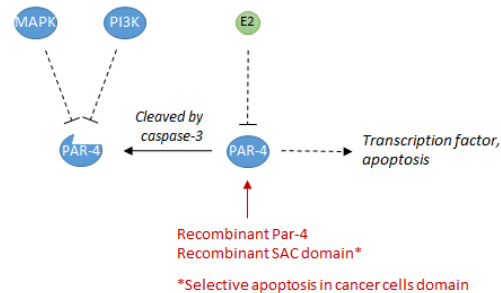 MAPK
PI3K
E2
Cleaved by
caspase-3
PAR-4
PAR-4
Transcription factor,
apoptosis
Recombinant Par-4
Recombinant SAC domain*
*Selective apoptosis in cancer cells domain